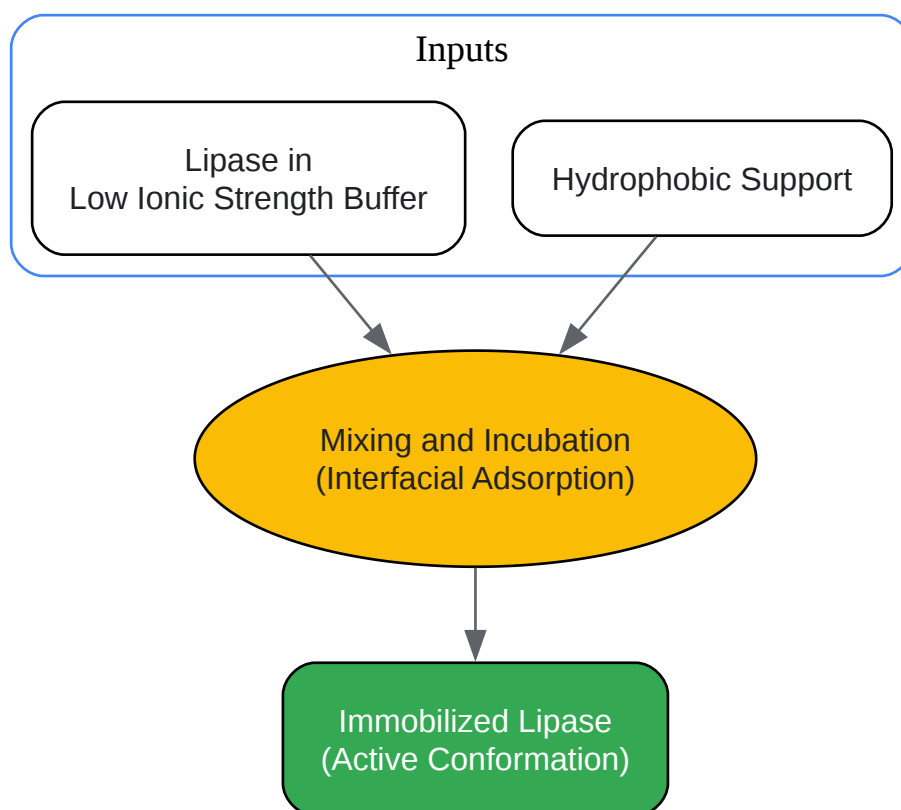 Inputs
Lipase in
Low Ionic Strength Buffer
Hydrophobic Support
Mixing and Incubation
(Interfacial Adsorption)
Immobilized Lipase
(Active Conformation)